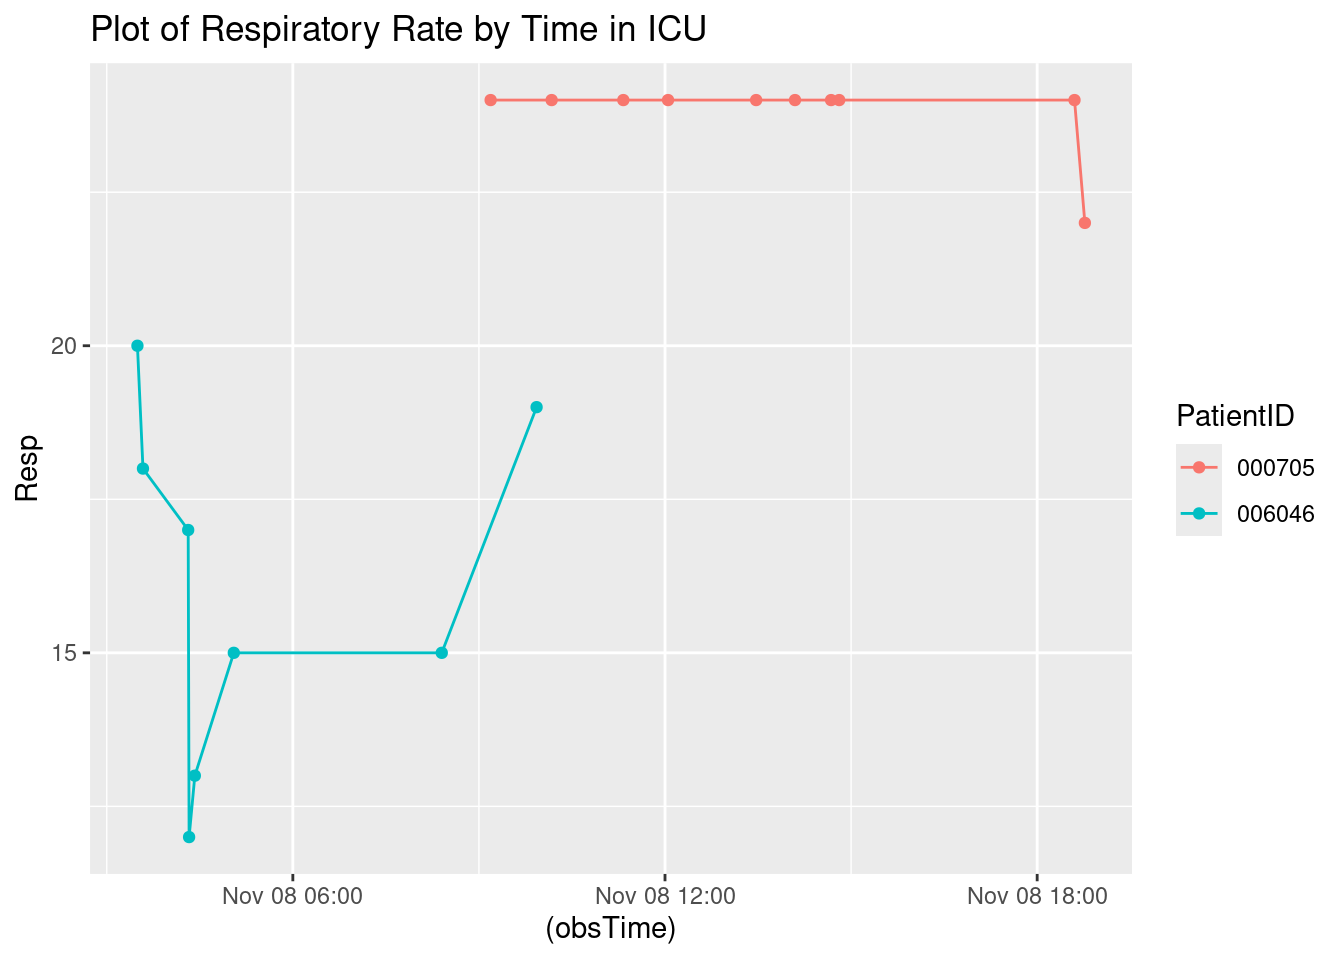 Plot of Respiratory Rate by Time in ICU
20
15
Resp
Nov 08 06:00
Nov 08 12:00
Nov 08 18:00
(obsTime)
PatientID
000705
006046